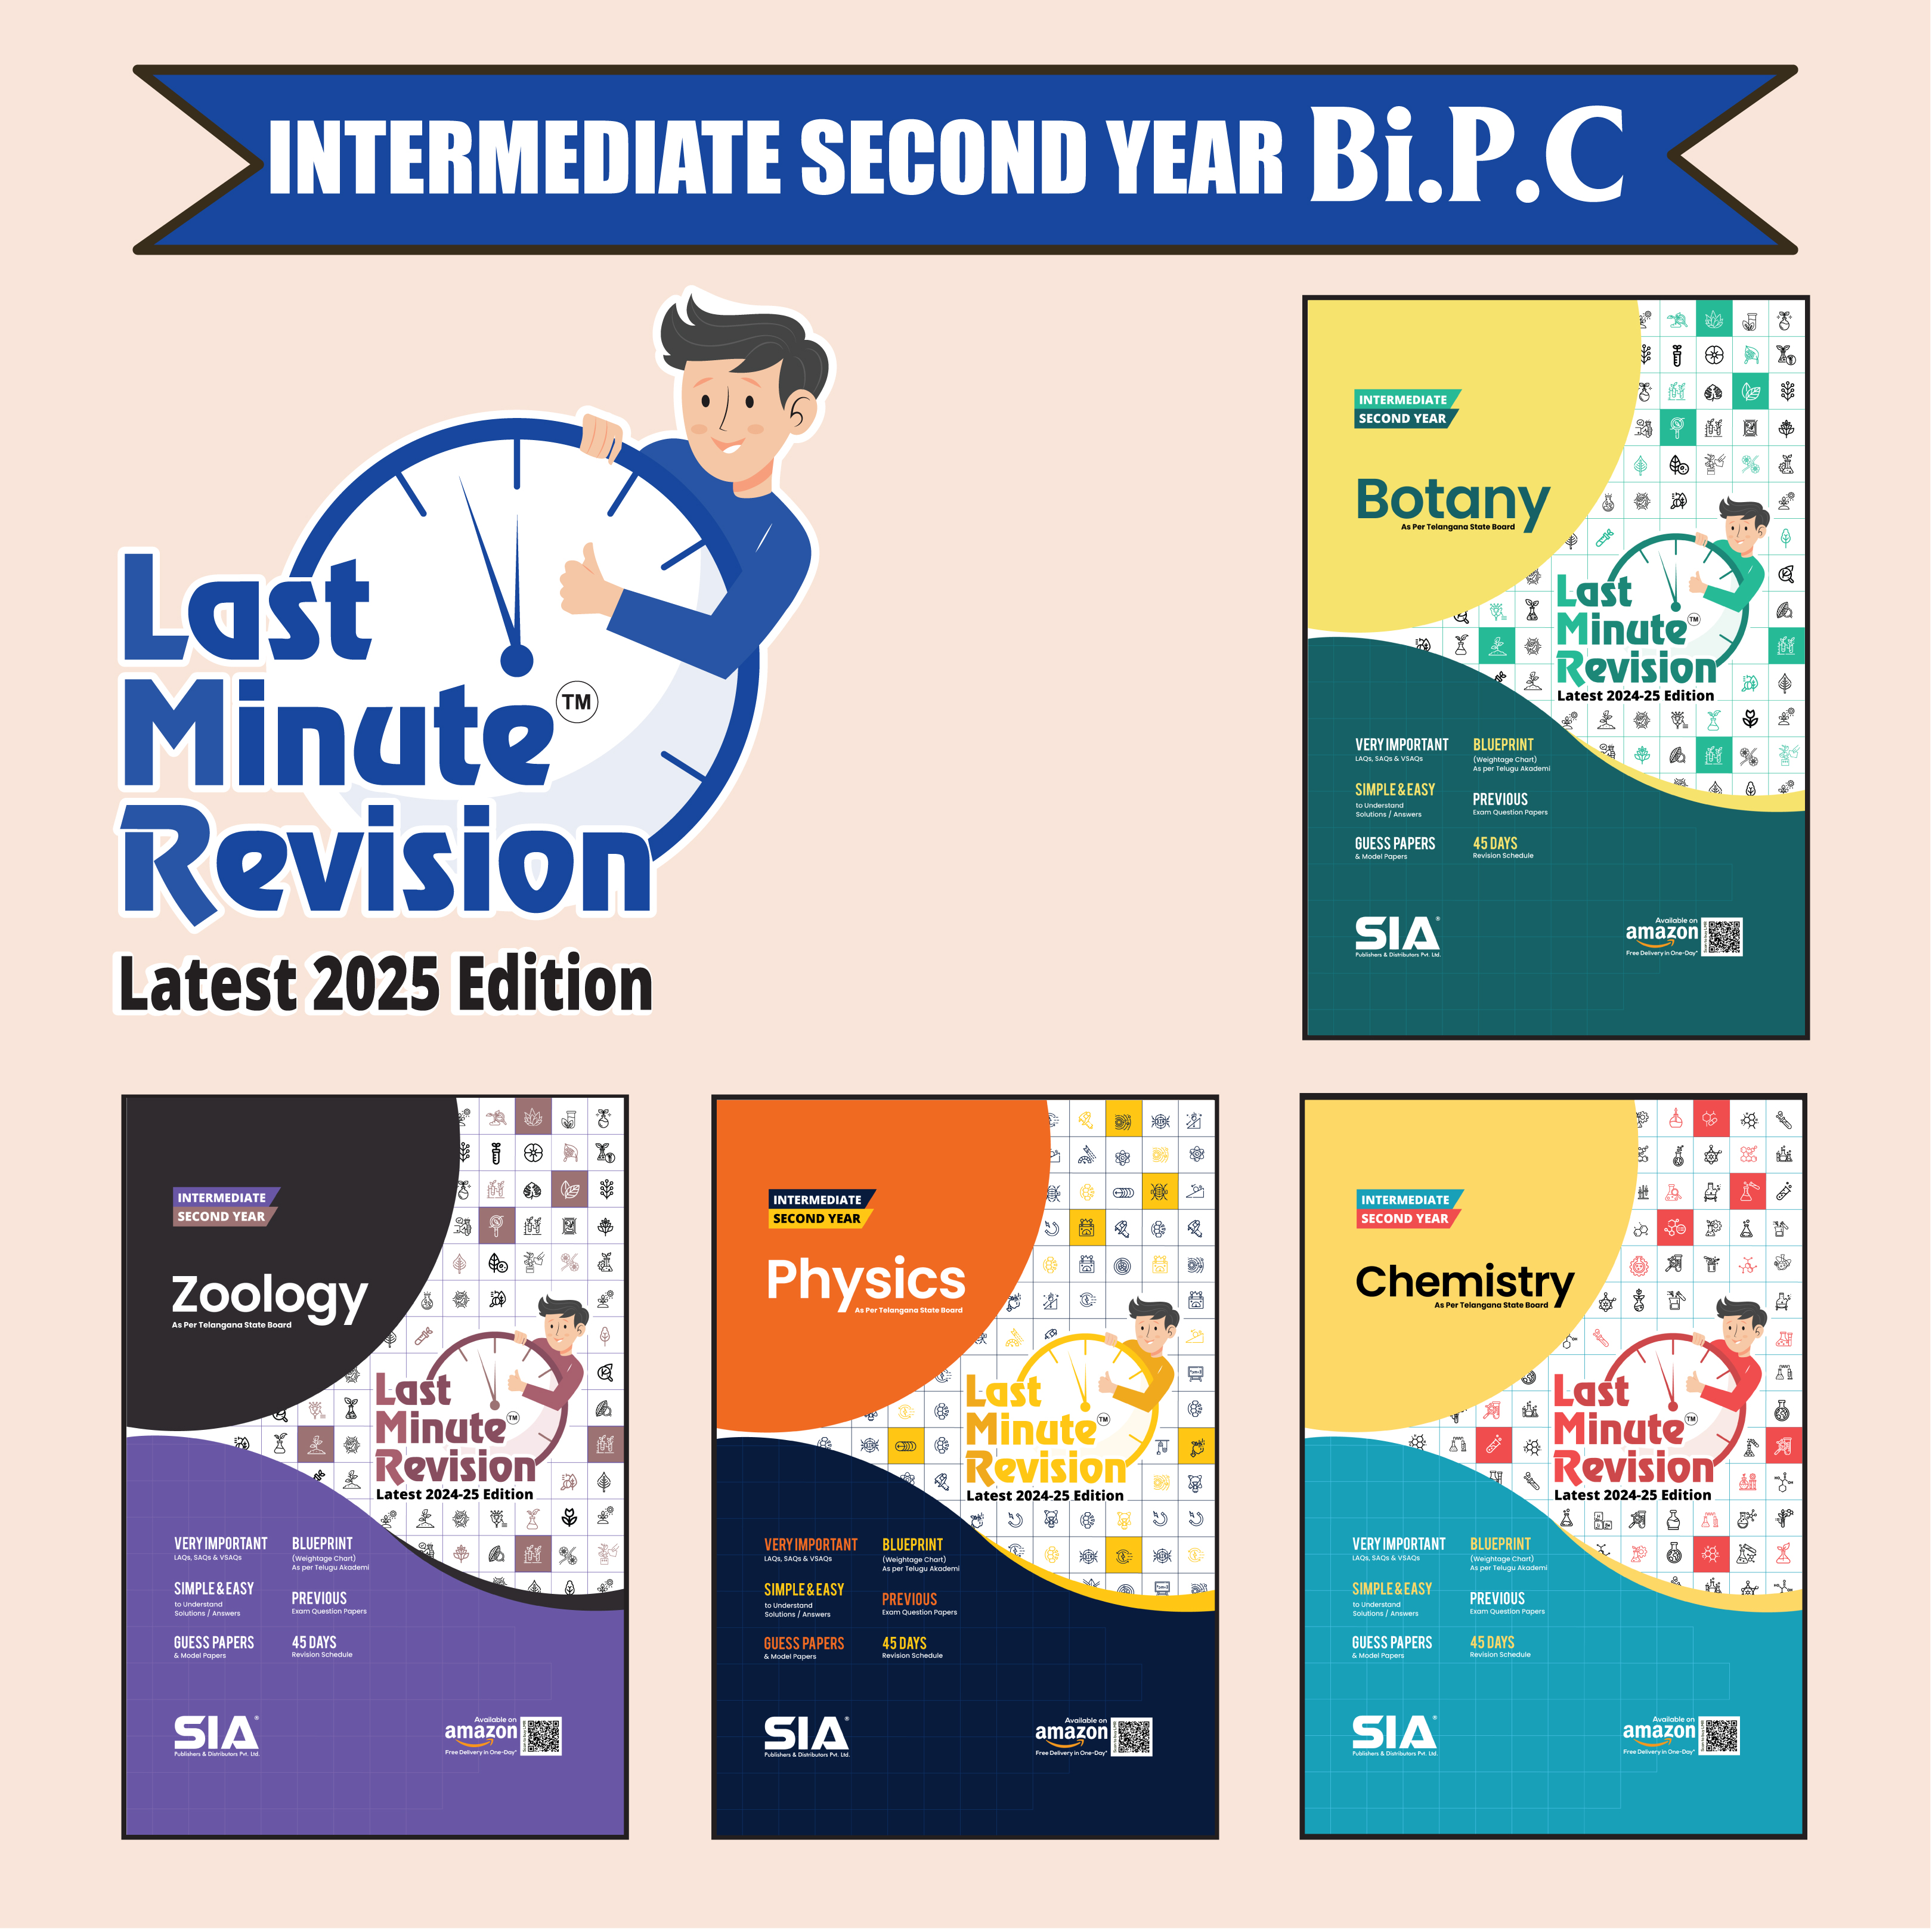 INTERMEDIATE SECOND YEAR Bi.P.C
Last
Minute
TM
Revision
Latest 2025 Edition
INTERMEDIATE
SECOND YEAR
Botany
As Per Telangana State Board
Last
Minute
TM
Revision
Latest 2024-25 Edition
VERY IMPORTANT
LAQs, SAQs & VSAQs
SIMPLE & EASY
to Understand
Solutions / Answers
GUESS PAPERS
& Model Papers
BLUEPRINT
(Weightage Chart)
As per Telugu Akademi
PREVIOUS
Exam Question Papers
45 DAYS
Revision Schedule
SIA®
Publishers & Distributors Pvt. Ltd.
Available on
amazon
Free Delivery in One-Day*
INTERMEDIATE
SECOND YEAR
Zoology
As Per Telangana State Board
Last
Minute
TM
Revision
Latest 2024-25 Edition
VERY IMPORTANT
LAQs, SAQs & VSAQs
SIMPLE & EASY
to Understand
Solutions / Answers
GUESS PAPERS
& Model Papers
BLUEPRINT
(Weightage Chart)
As per Telugu Akademi
PREVIOUS
Exam Question Papers
45 DAYS
Revision Schedule
SIA®
Publishers & Distributors Pvt. Ltd.
Available on
amazon
Free Delivery in One-Day*
INTERMEDIATE
SECOND YEAR
Physics
As Per Telangana State Board
Last
Minute
TM
Revision
Latest 2024-25 Edition
VERY IMPORTANT
LAQs, SAQs & VSAQs
SIMPLE & EASY
to Understand
Solutions / Answers
GUESS PAPERS
& Model Papers
BLUEPRINT
(Weightage Chart)
As per Telugu Akademi
PREVIOUS
Exam Question Papers
45 DAYS
Revision Schedule
SIA®
Publishers & Distributors Pvt. Ltd.
Available on
amazon
Free Delivery in One-Day*
INTERMEDIATE
SECOND YEAR
Chemistry
As Per Telangana State Board
Last
Minute
TM
Revision
Latest 2024-25 Edition
VERY IMPORTANT
LAQs, SAQs & VSAQs
SIMPLE & EASY
to Understand
Solutions / Answers
GUESS PAPERS
& Model Papers
BLUEPRINT
(Weightage Chart)
As per Telugu Akademi
PREVIOUS
Exam Question Papers
45 DAYS
Revision Schedule
SIA®
Publishers & Distributors Pvt. Ltd.
Available on
amazon
Free Delivery in One-Day*